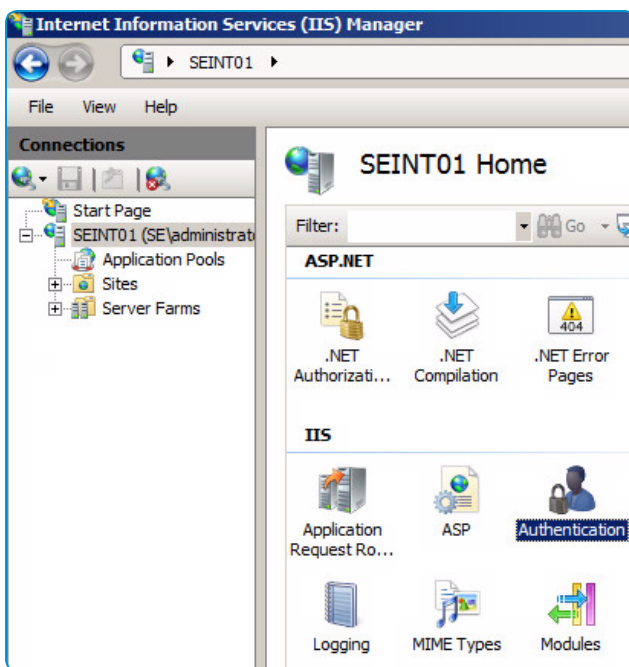 Internet Information Services (IIS) Manager
SEINT01
File View Help
Connections
Start Page
SEINT01 (SE\administrat
Application Pools
Sites
Server Farms
SEINT01 Home
Filter: Go
ASP.NET
.NET Authorizati...
.NET Compilation
.NET Error Pages
404
IIS
Application Request Ro...
ASP
Authentication
Logging
MIME Types
Modules